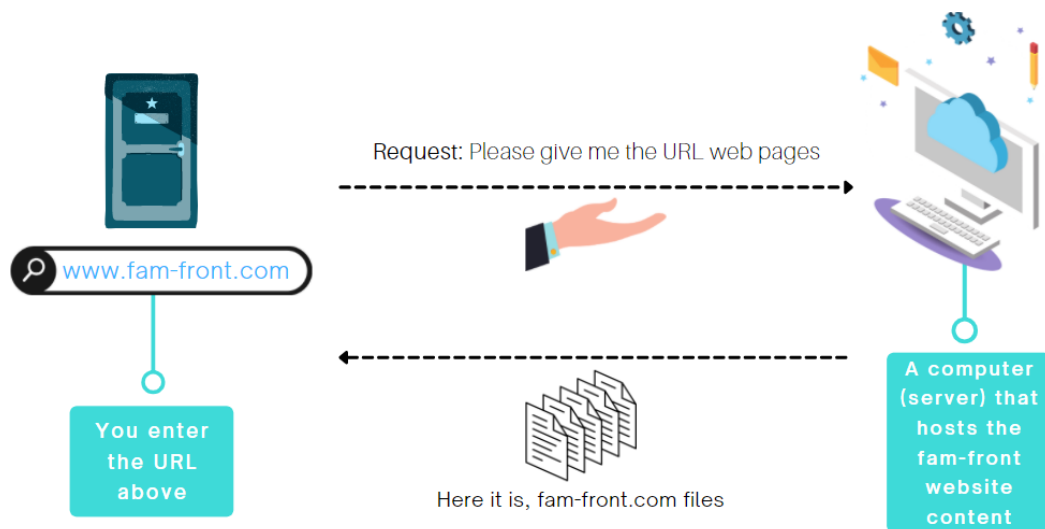 Request: Please give me the URL web pages
www.fam-front.com
You enter
the URL
above
A computer
(server) that
hosts the
fam-front
website
content
Here it is, fam-front.com files